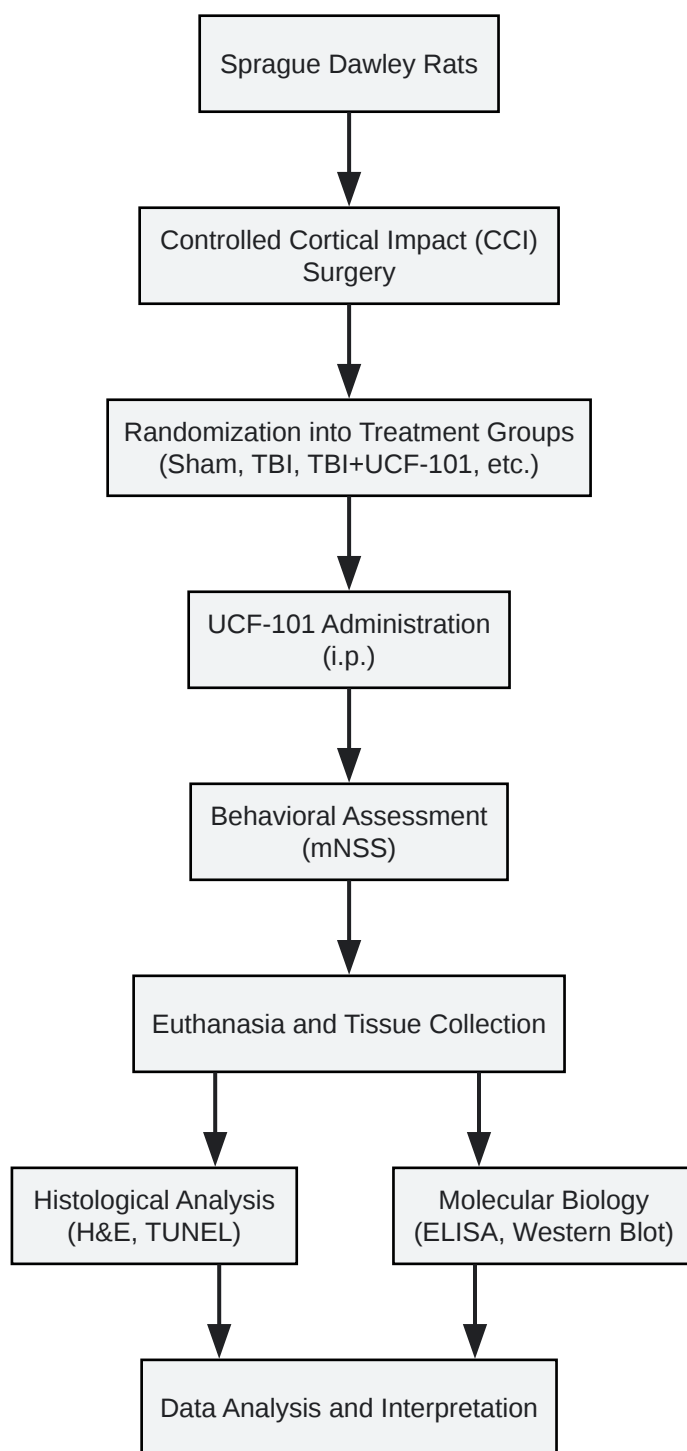 Sprague Dawley Rats
Controlled Cortical Impact (CCI)
Surgery
Randomization into Treatment Groups
(Sham, TBI, TBI+UCF-101, etc.)
UCF-101 Administration
(i.p.)
Behavioral Assessment
(mNSS)
Euthanasia and Tissue Collection
Histological Analysis
(H&E, TUNEL)
Molecular Biology
(ELISA, Western Blot)
Data Analysis and Interpretation